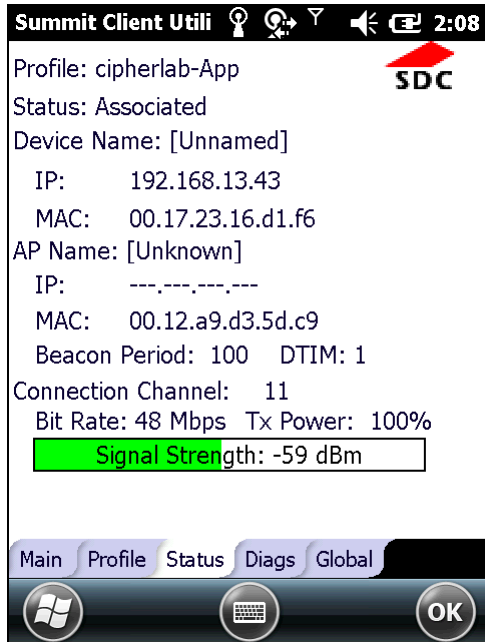 Summit Client Utili 2:08
Profile: cipherlab-App
SDC
Status: Associated
Device Name: [Unnamed]
IP: 192.168.13.43
MAC: 00.17.23.16.d1.f6
AP Name: [Unknown]
IP: ---.---.---.---
MAC: 00.12.a9.d3.5d.c9
Beacon Period: 100 DTIM: 1
Connection Channel: 11
Bit Rate: 48 Mbps Tx Power: 100%
Signal Strength: -59 dBm
Main Profile Status Diags Global
OK